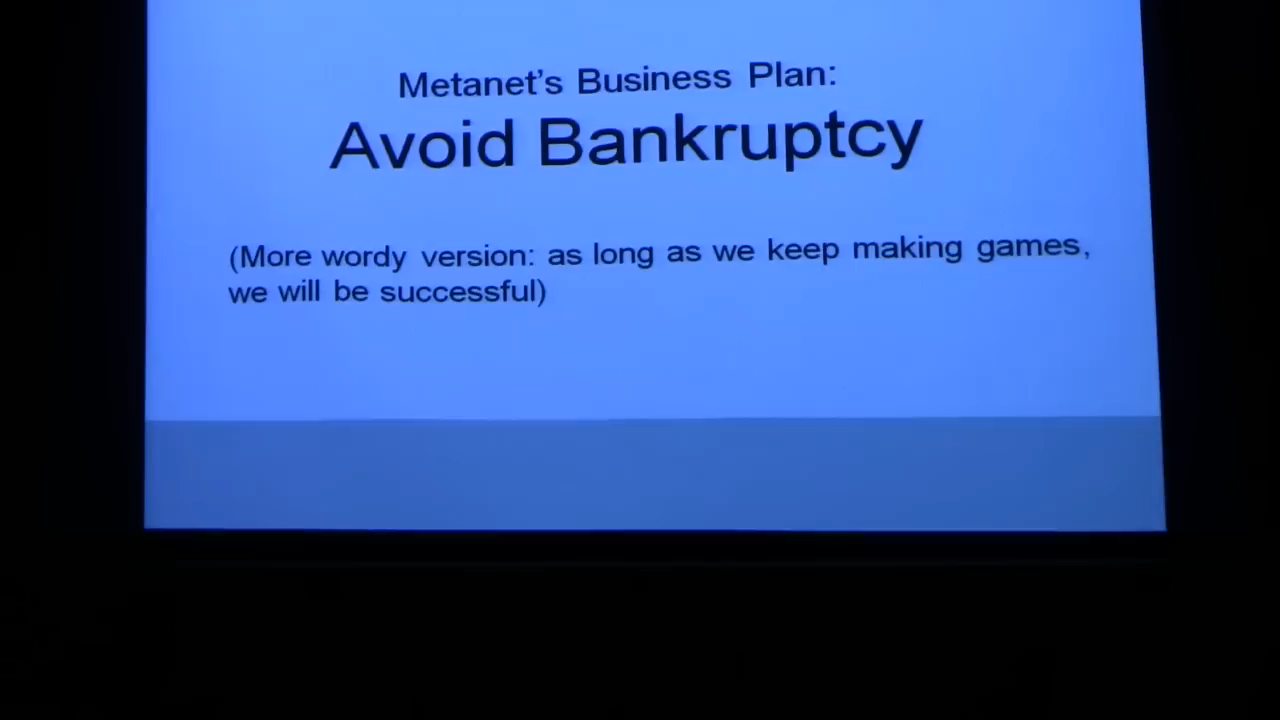 Metanet's Business Plan:
Avoid Bankruptcy
(More wordy version: as long as we keep making games,
we will be successful)